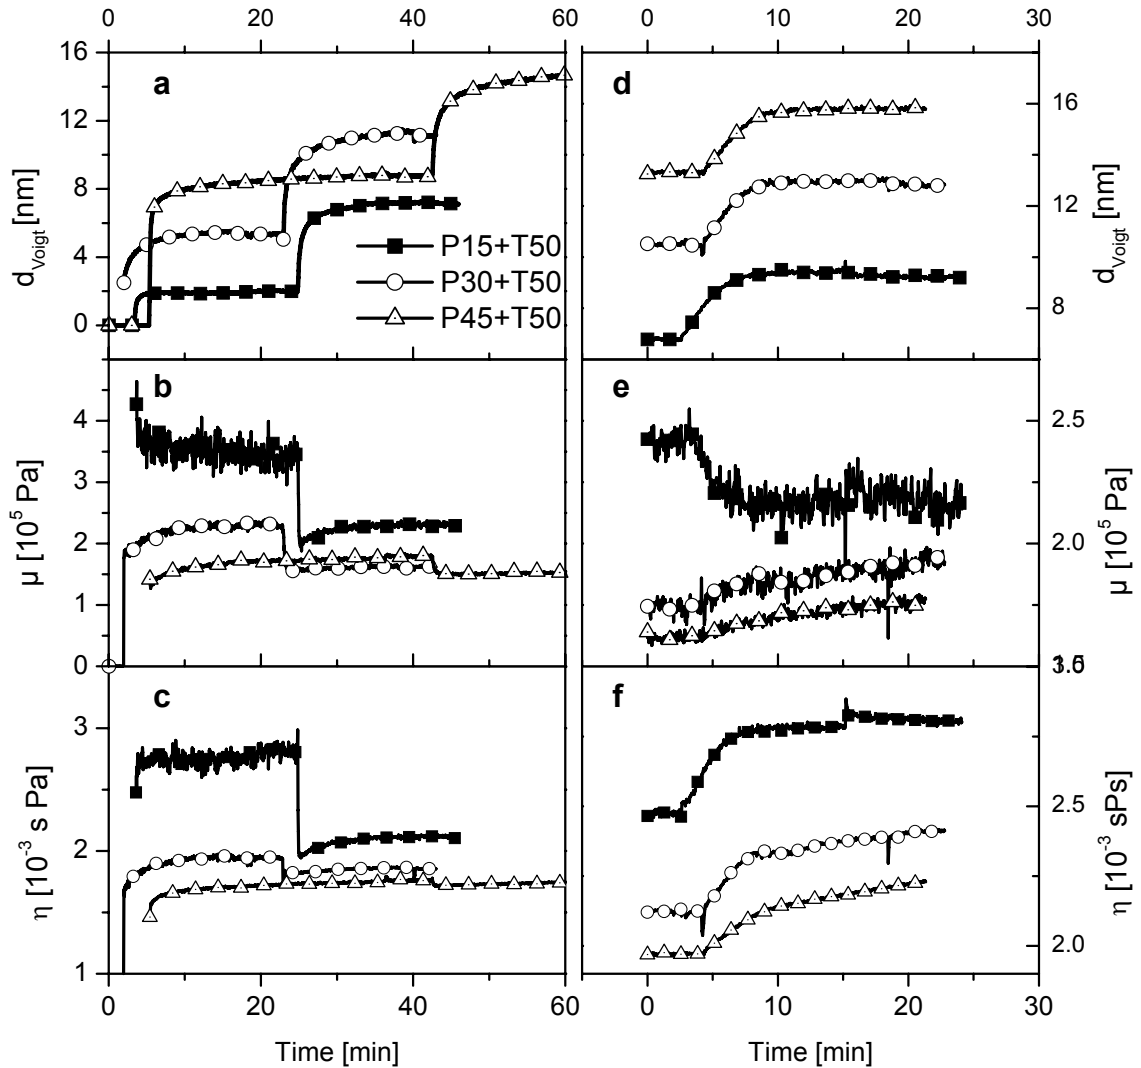 0 20 40 60 0 10 20 30
16
12
8
4
0
d_Voigt [nm]
a
P15+T50
P30+T50
P45+T50
d
16
12
8
d_Voigt [nm]
4
3
2
1
0
µ [10^5 Pa]
b
e
2.5
2.0
1.5
3.0
µ [10^5 Pa]
3
2
1
η [10^-3 s Pa]
c
f
2.5
2.0
η [10^-3 sPs]
0 20 40 60 0 10 20 30
Time [min] Time [min]